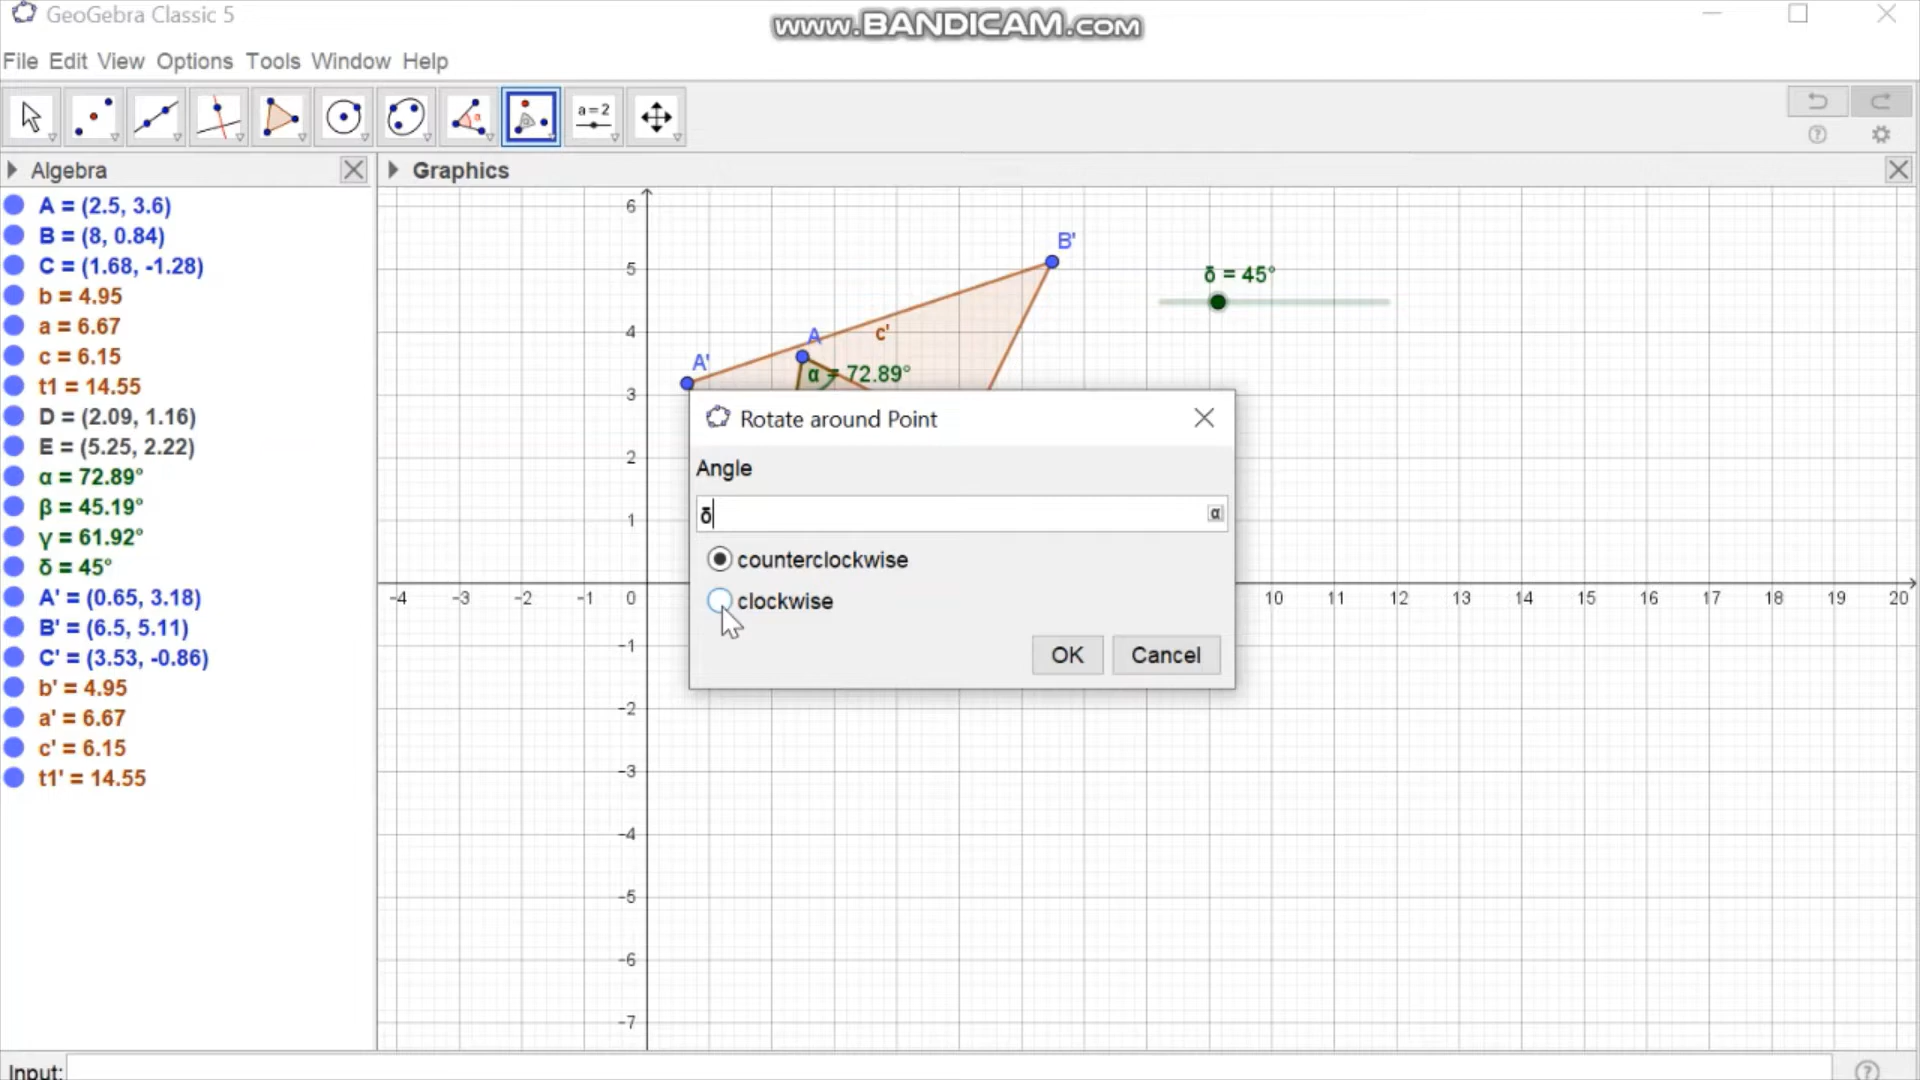 GeoGebra Classic 5
www.BANDICAM.com
File Edit View Options Tools Window Help
a=2
Algebra
Graphics
A = (2.5, 3.6)
B = (8, 0.84)
C = (1.68, -1.28)
b = 4.95
a = 6.67
c = 6.15
t1 = 14.55
D = (2.09, 1.16)
E = (5.25, 2.22)
α = 72.89°
β = 45.19°
γ = 61.92°
δ = 45°
A' = (0.65, 3.18)
B' = (6.5, 5.11)
C' = (3.53, -0.86)
b' = 4.95
a' = 6.67
c' = 6.15
t1' = 14.55
6
5
4
3
2
1
B'
δ = 45°
c'
A
A'
α = 72.89°
Rotate around Point
Angle
δ
α
counterclockwise
clockwise
OK
Cancel
-4 -3 -2 -1 0 10 11 12 13 14 15 16 17 18 19 20
-1
-2
-3
-4
-5
-6
-7
Input: